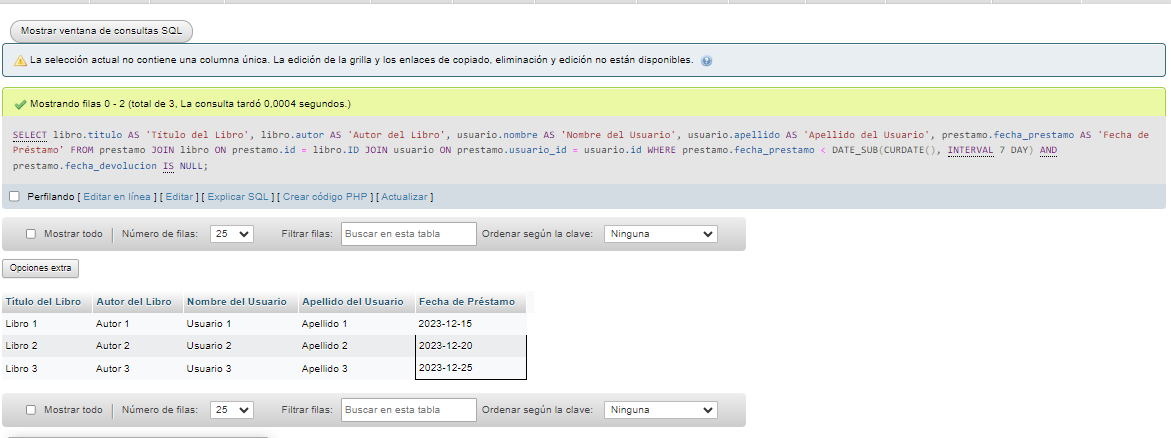 Mostrar ventana de consultas SQL
La selección actual no contiene una columna única. La edición de la grilla y los enlaces de copiado, eliminación y edición no están disponibles.
Mostrando filas 0 - 2 (total de 3, La consulta tardó 0,0004 segundos.)
SELECT libro.titulo AS 'Título del Libro', libro.autor AS 'Autor del Libro', usuario.nombre AS 'Nombre del Usuario', usuario.apellido AS 'Apellido del Usuario', prestamo.fecha_prestamo AS 'Fecha de
Préstamo' FROM prestamo JOIN libro ON prestamo.id = libro.ID JOIN usuario ON prestamo.usuario_id = usuario.id WHERE prestamo.fecha_prestamo < DATE_SUB(CURDATE(), INTERVAL 7 DAY) AND
prestamo.fecha_devolucion IS NULL;
Perfilando [ Editar en línea ] [ Editar ] [ Explicar SQL ] [ Crear código PHP ] [ Actualizar ]
Mostrar todo Número de filas: 25 Filtrar filas: Buscar en esta tabla Ordenar según la clave: Ninguna
Opciones extra
Título del Libro Autor del Libro Nombre del Usuario Apellido del Usuario Fecha de Préstamo
Libro 1 Autor 1 Usuario 1 Apellido 1 2023-12-15
Libro 2 Autor 2 Usuario 2 Apellido 2 2023-12-20
Libro 3 Autor 3 Usuario 3 Apellido 3 2023-12-25
Mostrar todo Número de filas: 25 Filtrar filas: Buscar en esta tabla Ordenar según la clave: Ninguna